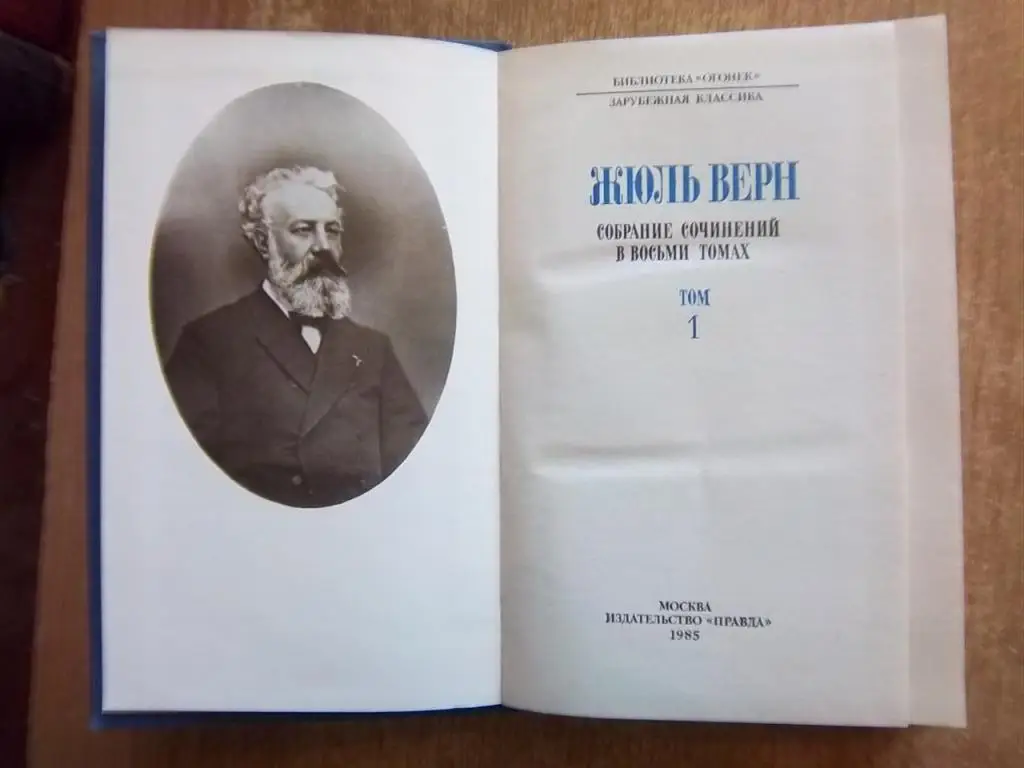 БИБЛИОТЕКА «ОГОНЕК»
ЗАРУБЕЖНАЯ КЛАССИКА
ЖЮЛЬ ВЕРН
СОБРАНИЕ СОЧИНЕНИЙ
В ВОСЬМИ ТОМАХ
ТОМ
1
МОСКВА
ИЗДАТЕЛЬСТВО «ПРАВДА»
1985